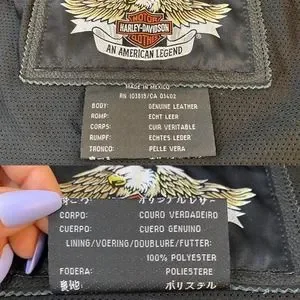 MOTOR
HARLEY-DAVIDSON
CLOTHES
AN AMERICAN LEGEND
MADE IN MEXICO
RN 103819/CA 03402
BODY: GENUINE LEATHER
ROMP: ECHT LEER
CORPS: CUIR VERITABLE
RUMPF: ECHTES LEDER
TRONCO: PELLE VERA
CORPO: COURO VERDADEIRO
CUERPO: CUERO GENUINO
LINING/VOERING/DOUBLURE/FUTTER:
100% POLYESTER
FODERA: POLIESTERE
裏地: ポリステル